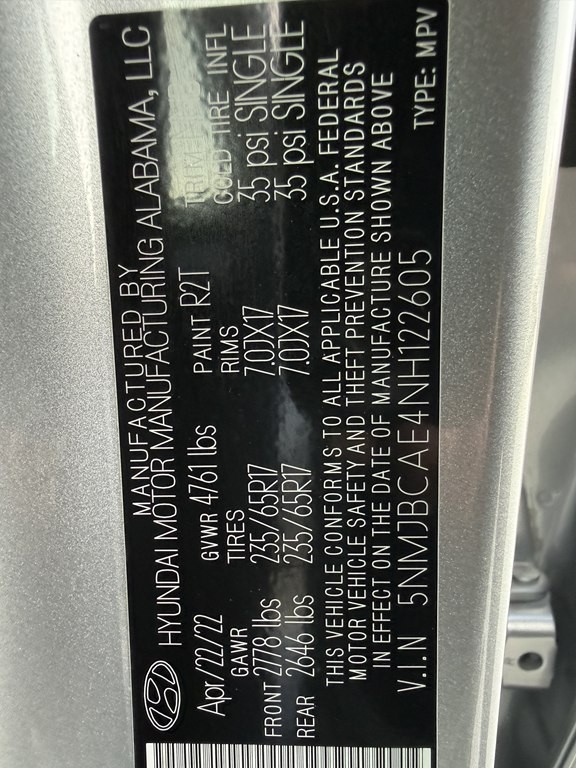 MANUFACTURED BY
HYUNDAI MOTOR MANUFACTURING ALABAMA, LLC
Apr/22/22 GVWR 4761 lbs PAINT R2T TRIM
GAWR TIRES RIMS COLD TIRE INFL
FRONT 2778 lbs 235/65R17 7.0JX17 35 psi SINGLE
REAR 2646 lbs 235/65R17 7.0JX17 35 psi SINGLE
THIS VEHICLE CONFORMS TO ALL APPLICABLE U.S.A. FEDERAL
MOTOR VEHICLE SAFETY AND THEFT PREVENTION STANDARDS
IN EFFECT ON THE DATE OF MANUFACTURE SHOWN ABOVE
V.I.N 5NMJBCAE4NH122605 TYPE: MPV